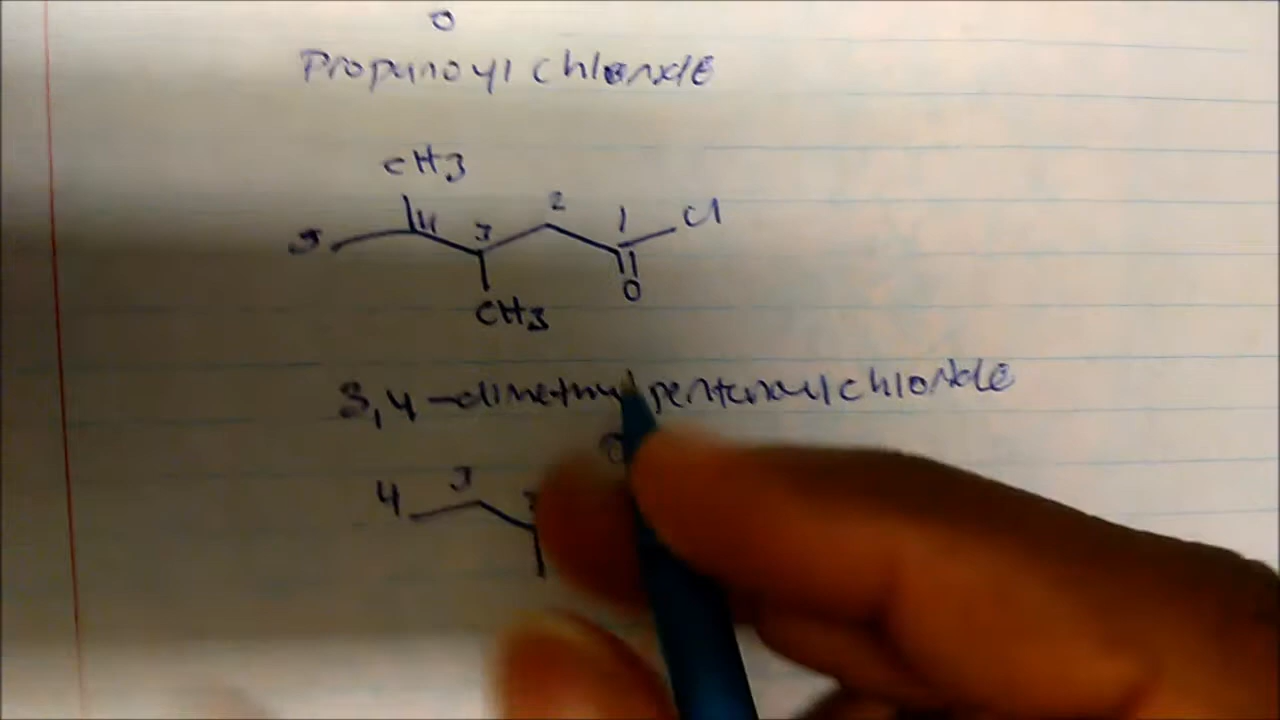 O
Propanoyl chloride
CH3
5 4 3 2 1 Cl
O
CH3
3,4-dimethylpentanoyl chloride
4 3